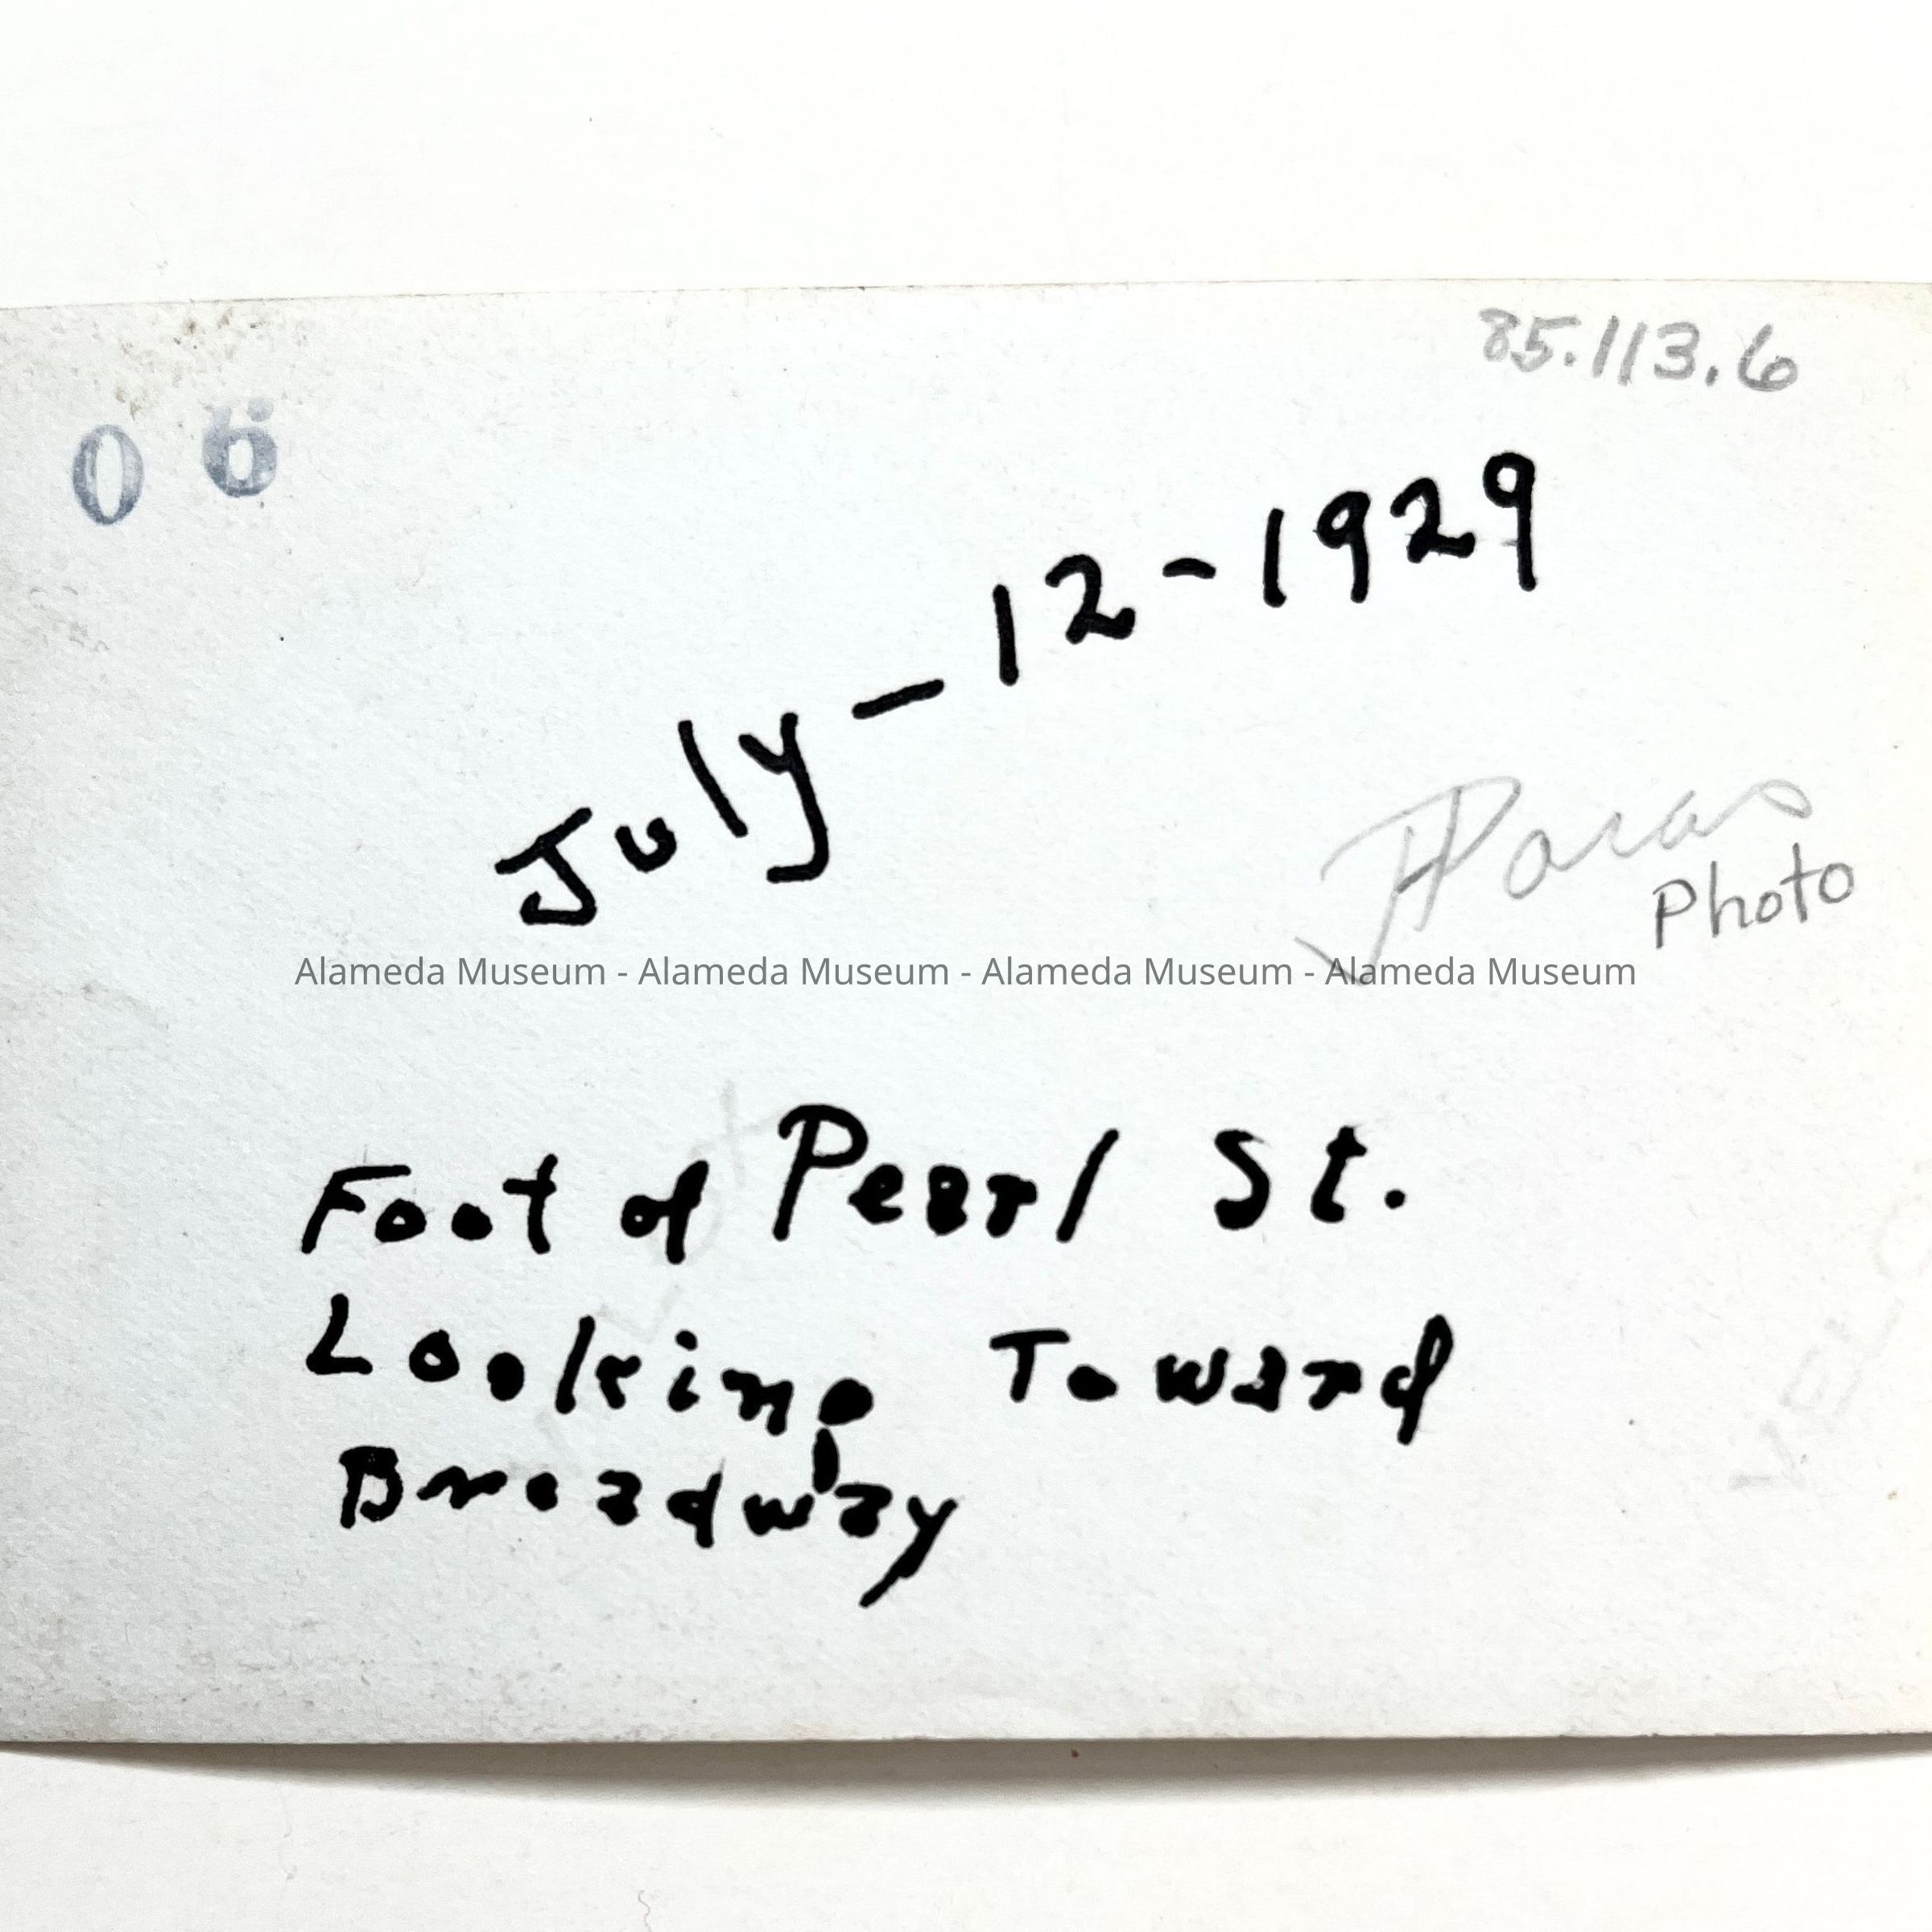 85.113.6
06
July - 12 - 1929
Photo
Alameda Museum - Alameda Museum - Alameda Museum - Alameda Museum
Foot of Pearl St.
Looking Toward
Broadway